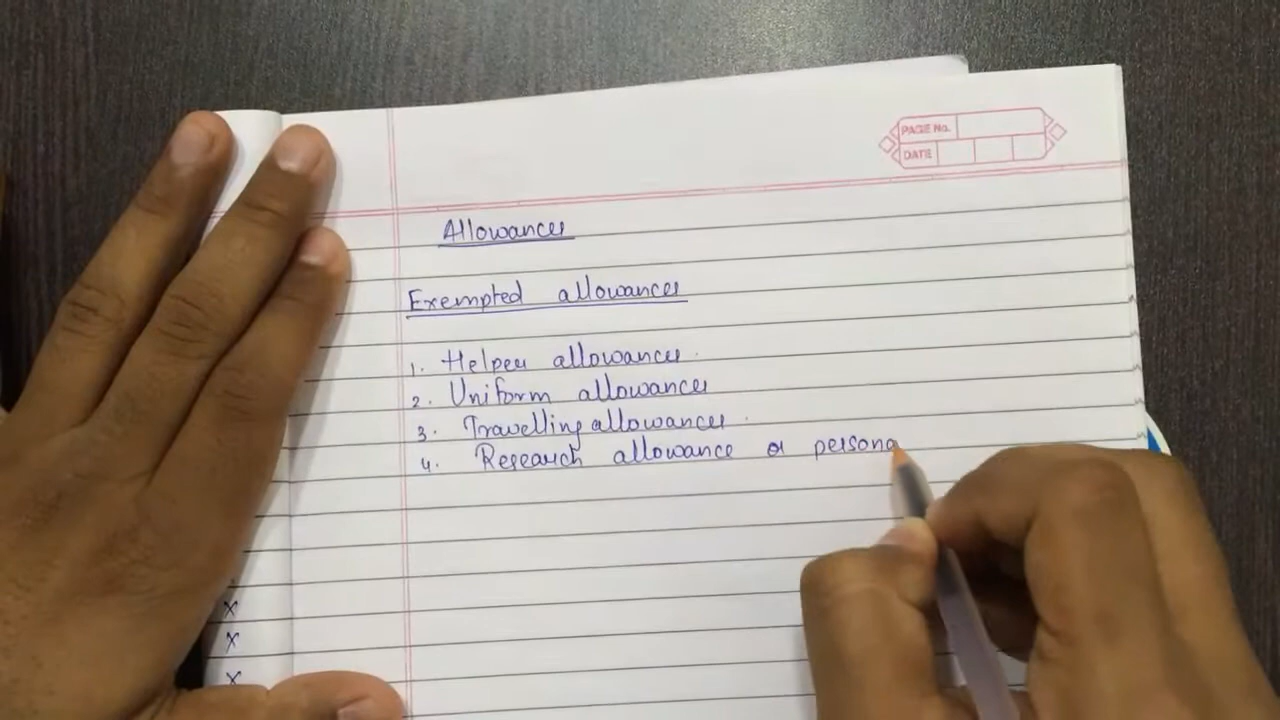 PAGE No.
DATE
Allowances
Exempted allowances
1. Helper allowances.
2. Uniform allowances
3. Travelling allowances.
4. Research allowance or persona
x
x
x